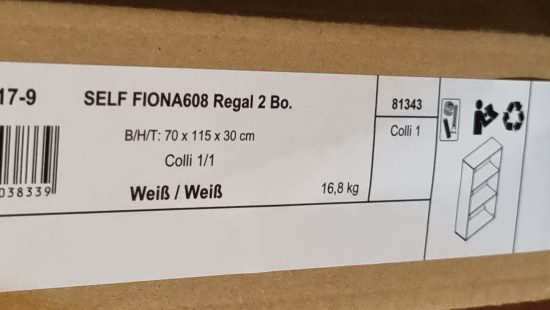 17-9
SELF FIONA608 Regal 2 Bo.
81343
B/H/T: 70 x 115 x 30 cm
Colli 1
Colli 1/1
Weiß / Weiß
16,8 kg
038339